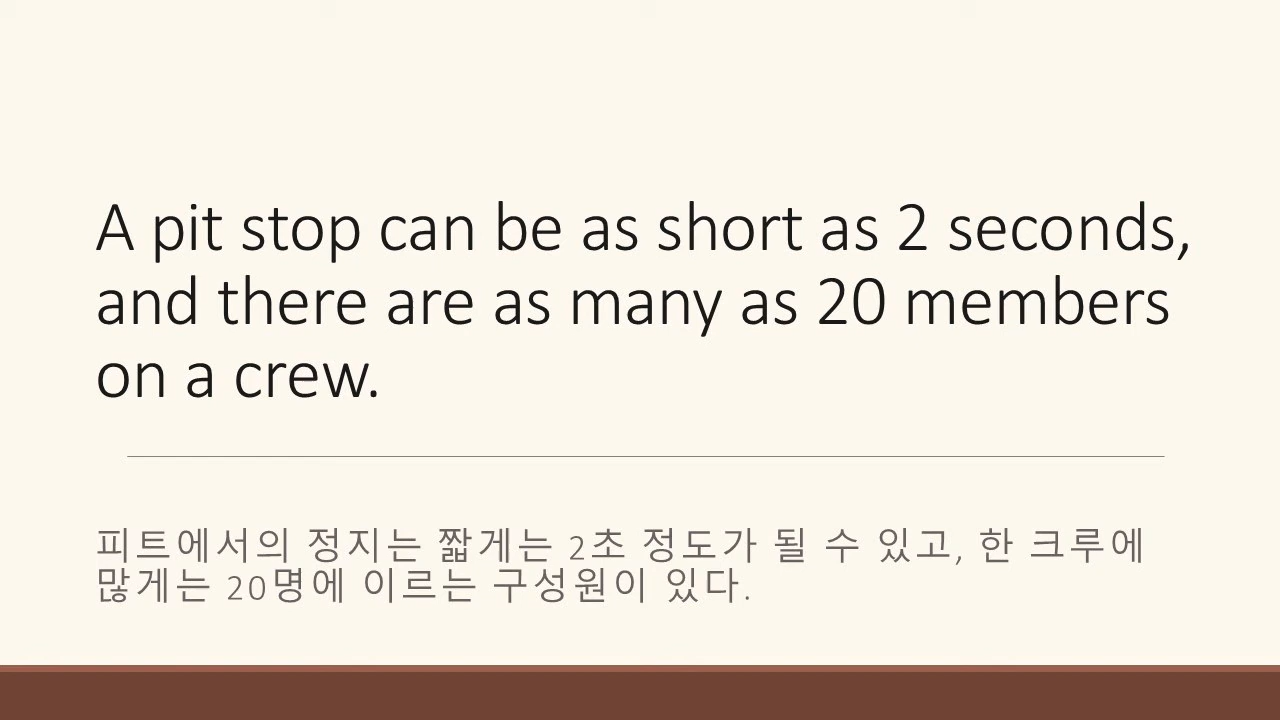 A pit stop can be as short as 2 seconds,
and there are as many as 20 members
on a crew.
피트에서의 정지는 짧게는 2초 정도가 될 수 있고, 한 크루에
많게는 20명에 이르는 구성원이 있다.